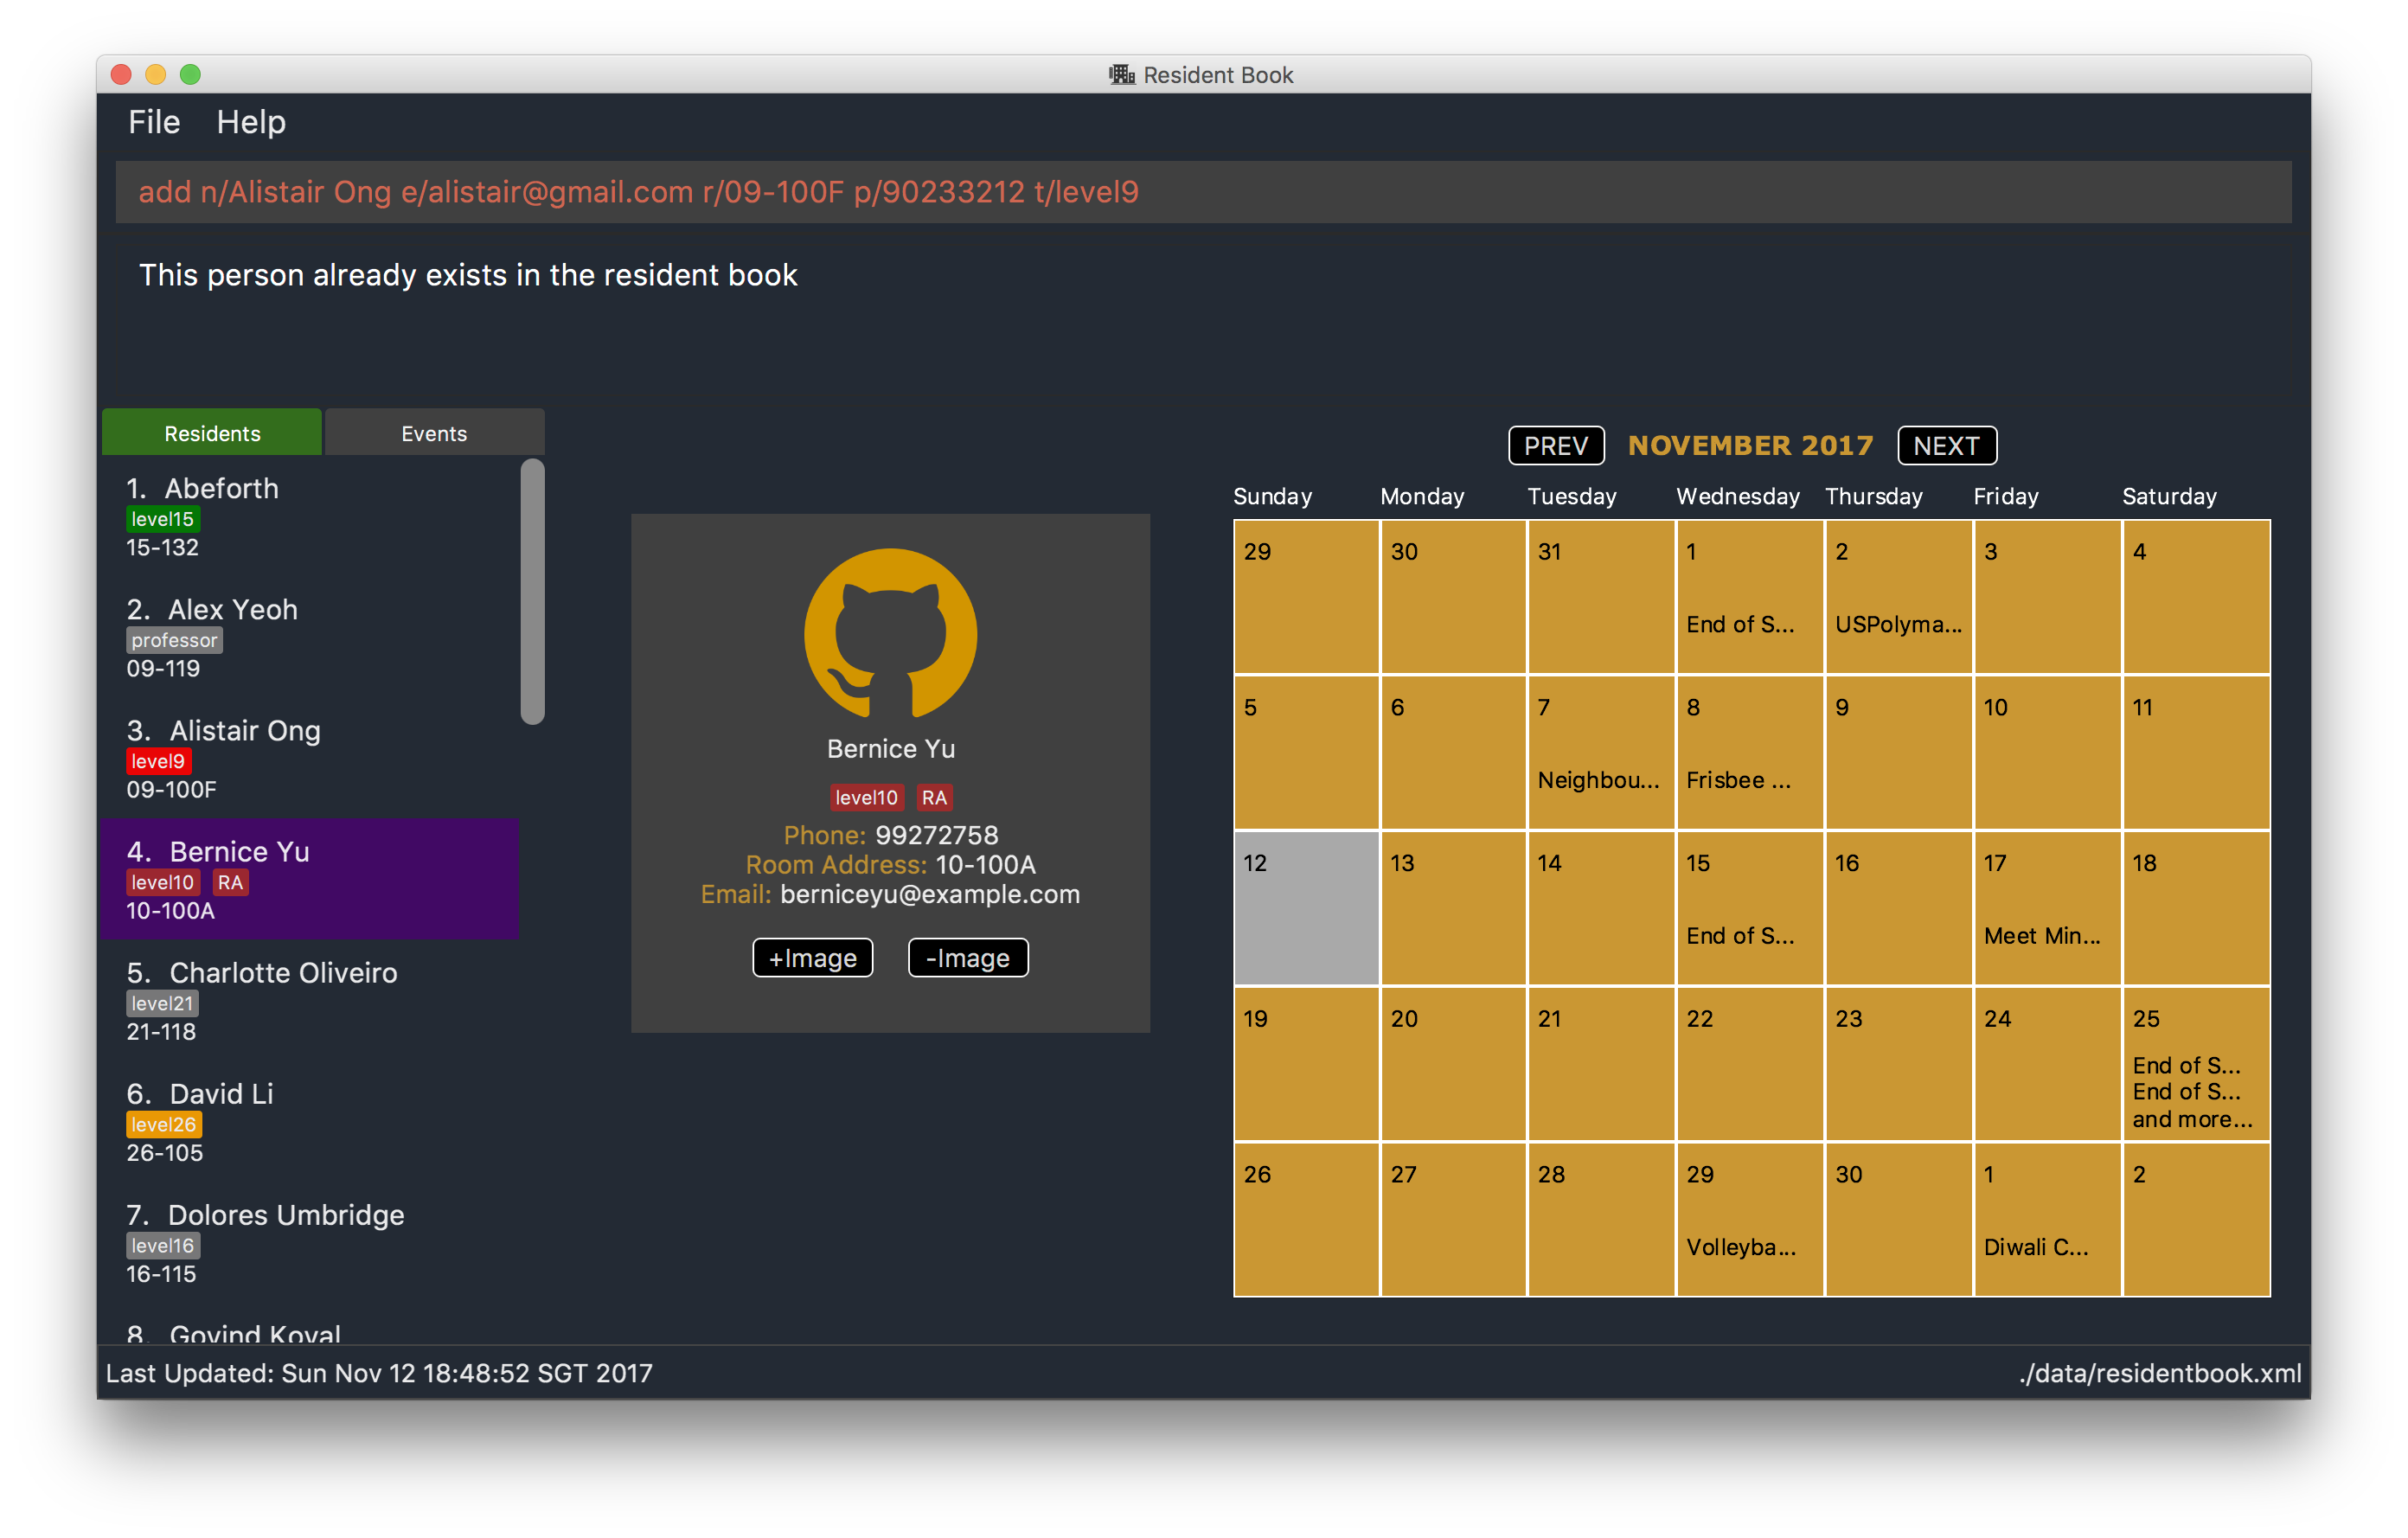 Resident Book
File Help
add n/Alistair Ong e/alistair@gmail.com r/09-100F p/90233212 t/level9
This person already exists in the resident book
Residents Events
1. Abeforth
level15
15-132
2. Alex Yeoh
professor
09-119
3. Alistair Ong
level9
09-100F
4. Bernice Yu
level10 RA
10-100A
5. Charlotte Oliveiro
level21
21-118
6. David Li
level26
26-105
7. Dolores Umbridge
level16
16-115
8. Govind Koyal
Bernice Yu
level10 RA
Phone: 99272758
Room Address: 10-100A
Email: berniceyu@example.com
+Image -Image
PREV NOVEMBER 2017 NEXT
Sunday Monday Tuesday Wednesday Thursday Friday Saturday
29 30 31 1 2 3 4
End of S... USPolyma...
5 6 7 8 9 10 11
Neighbou... Frisbee ...
12 13 14 15 16 17 18
End of S... Meet Min...
19 20 21 22 23 24 25
End of S...
End of S...
and more...
26 27 28 29 30 1 2
Volleyba... Diwali C...
Last Updated: Sun Nov 12 18:48:52 SGT 2017
./data/residentbook.xml